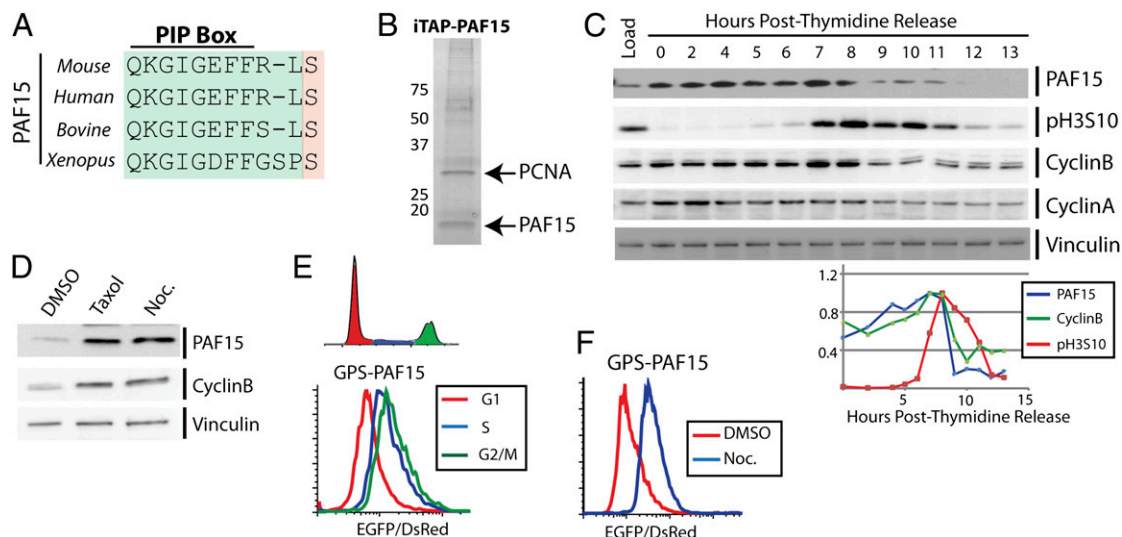 A
PIP Box
PAF15
Mouse QKGIGEFFR-LS
Human QKGIGEFFR-LS
Bovine QKGIGEFFS-LS
Xenopus QKGIGDFFGSPS
B
iTAP-PAF15
75
50
37
25
20
PCNA
PAF15
C
Hours Post-Thymidine Release
Load 0 2 4 5 6 7 8 9 10 11 12 13
PAF15
pH3S10
CyclinB
CyclinA
Vinculin
1.2
0.8
0.4
5 10 15
Hours Post-Thymidine Release
PAF15
CyclinB
pH3S10
D
DMSO Taxol Noc.
PAF15
CyclinB
Vinculin
E
GPS-PAF15
G1
S
G2/M
EGFP/DsRed
F
GPS-PAF15
DMSO
Noc.
EGFP/DsRed